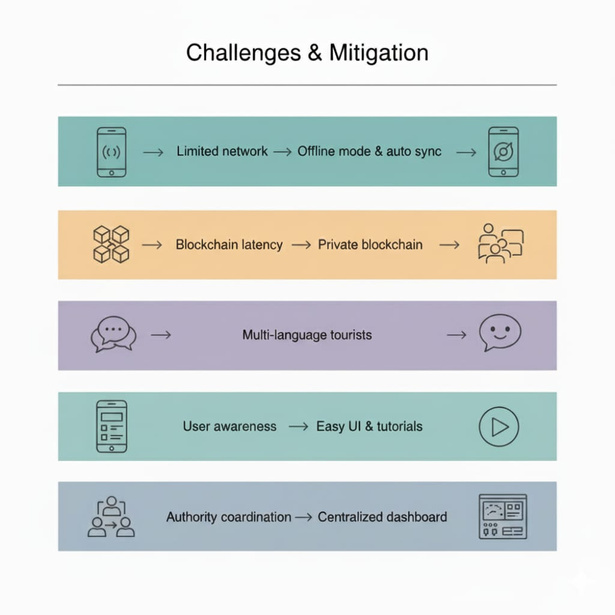 Challenges & Mitigation
Limited network → Offline mode & auto sync
Blockchain latency → Private blockchain
Multi-language tourists
User awareness → Easy UI & tutorials
Authority coardination → Centralized dashboard